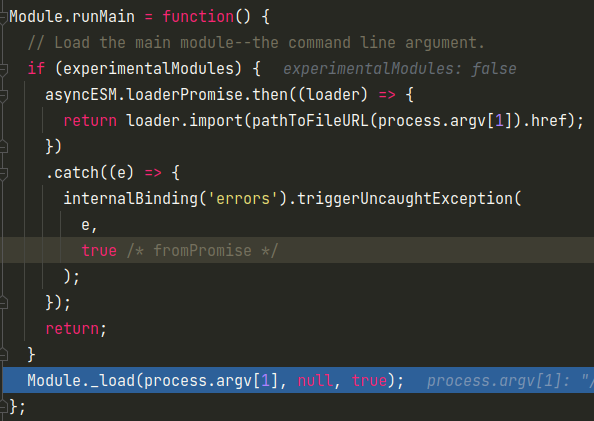 Module.runMain = function() {
// Load the main module--the command line argument.
if (experimentalModules) { experimentalModules: false
asyncESM.loaderPromise.then((loader) => {
return loader.import(pathToFileURL(process.argv[1]).href);
})
.catch((e) => {
internalBinding('errors').triggerUncaughtException(
e,
true /* fromPromise */
);
});
return;
}
Module._load(process.argv[1], null, true); process.argv[1]: "/
};